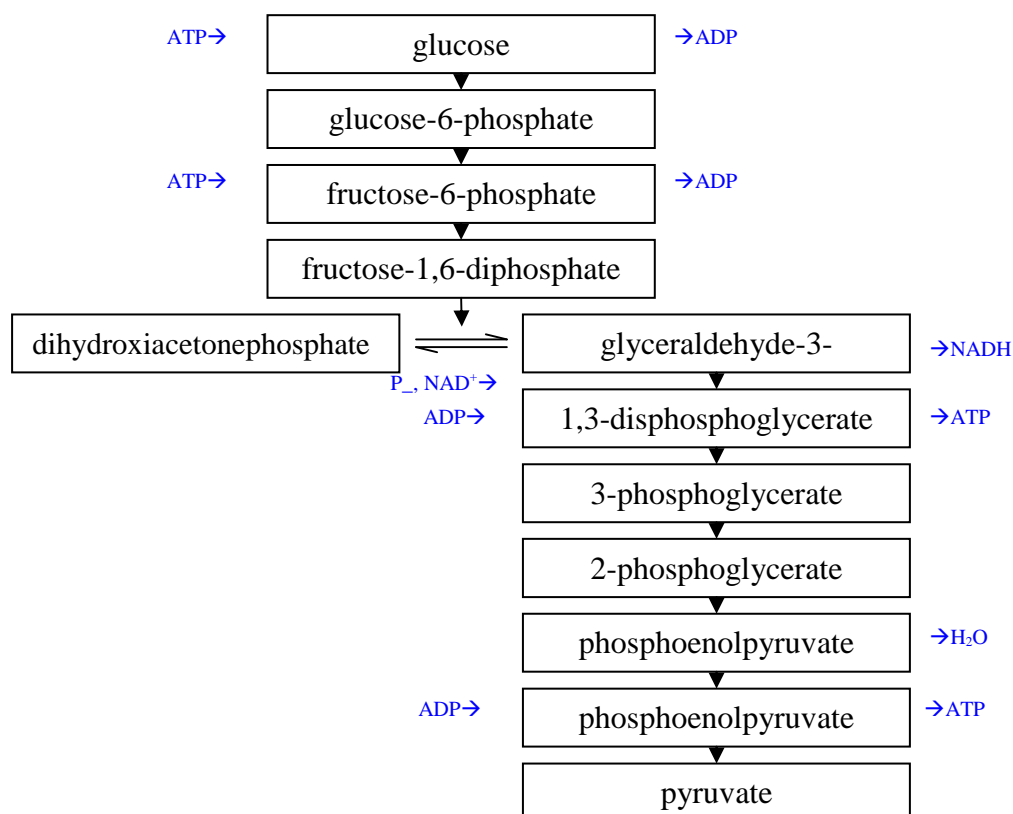 ATP→ glucose →ADP
glucose-6-phosphate
ATP→ fructose-6-phosphate →ADP
fructose-1,6-diphosphate
dihydroxiacetonephosphate glyceraldehyde-3- →NADH
P_, NAD⁺→
ADP→ 1,3-disphosphoglycerate →ATP
3-phosphoglycerate
2-phosphoglycerate
phosphoenolpyruvate →H₂O
ADP→ phosphoenolpyruvate →ATP
pyruvate